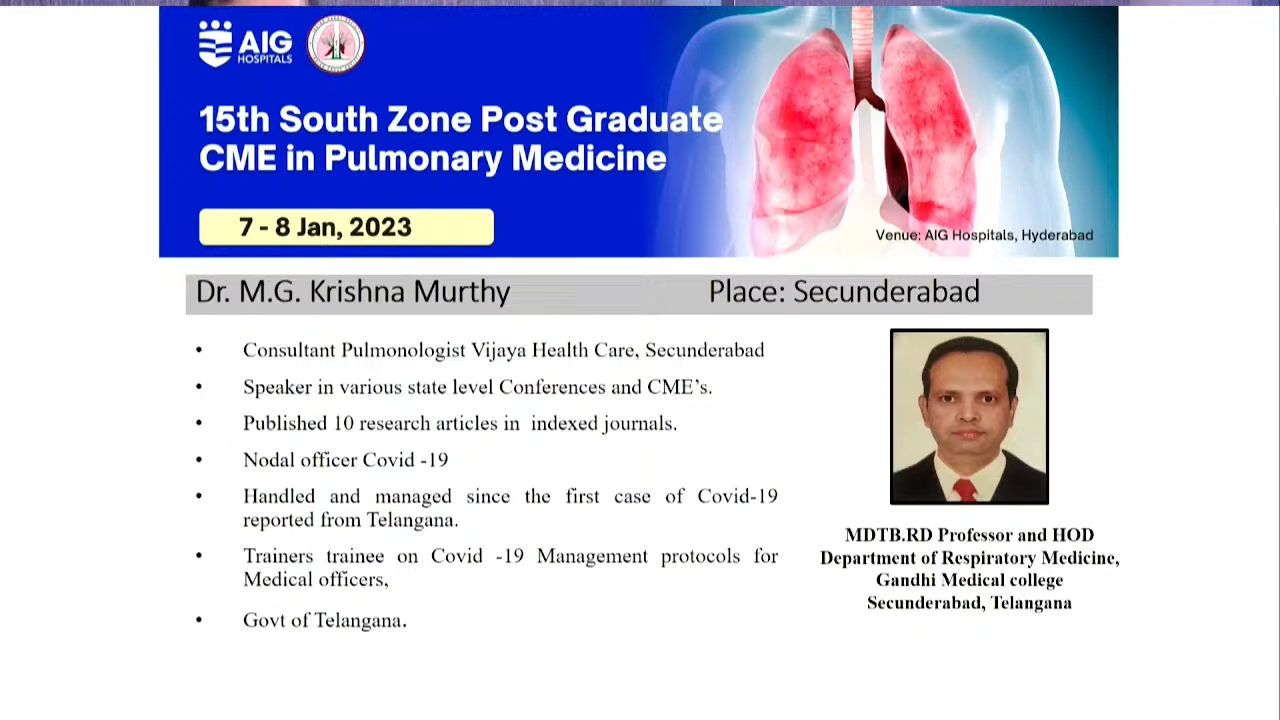 AIG
HOSPITALS
15th South Zone Post Graduate
CME in Pulmonary Medicine
7 - 8 Jan, 2023
Venue: AIG Hospitals, Hyderabad
Dr. M.G. Krishna Murthy Place: Secunderabad
• Consultant Pulmonologist Vijaya Health Care, Secunderabad
• Speaker in various state level Conferences and CME’s.
• Published 10 research articles in indexed journals.
• Nodal officer Covid -19
• Handled and managed since the first case of Covid-19
reported from Telangana.
• Trainers trainee on Covid -19 Management protocols for
Medical officers,
• Govt of Telangana.
MDTB.RD Professor and HOD
Department of Respiratory Medicine,
Gandhi Medical college
Secunderabad, Telangana